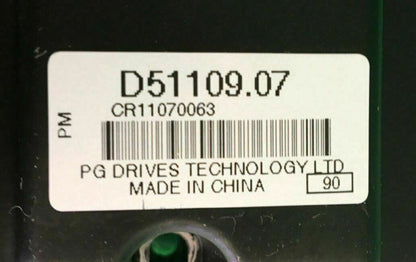 D51109.07
CR11070063
PM
PG DRIVES TECHNOLOGY LTD
MADE IN CHINA
90